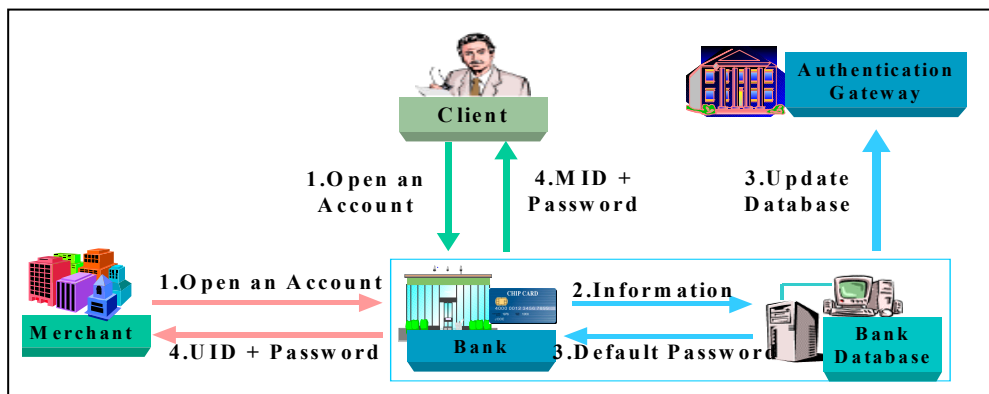 Authentication
Gateway
Client
1.Open an
Account
4.MID +
Password
3.Update
Database
1.Open an Account
CHIP CARD
2.Information
Merchant
4.UID + Password
Bank
3.Default Password
Bank
Database